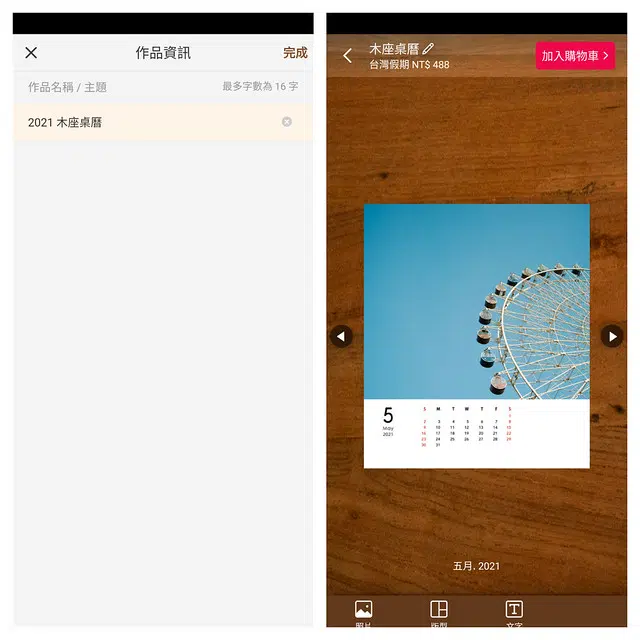 作品資訊
完成
作品名稱 / 主題
最多字數為 16 字
2021 木座桌曆
木座桌曆
台灣假期 NT$ 488
加入購物車
5
May
2021
S M T W T F S
1
2 3 4 5 6 7 8
9 10 11 12 13 14 15
16 17 18 19 20 21 22
23 24 25 26 27 28 29
30 31
五月. 2021
照片
版型
文字